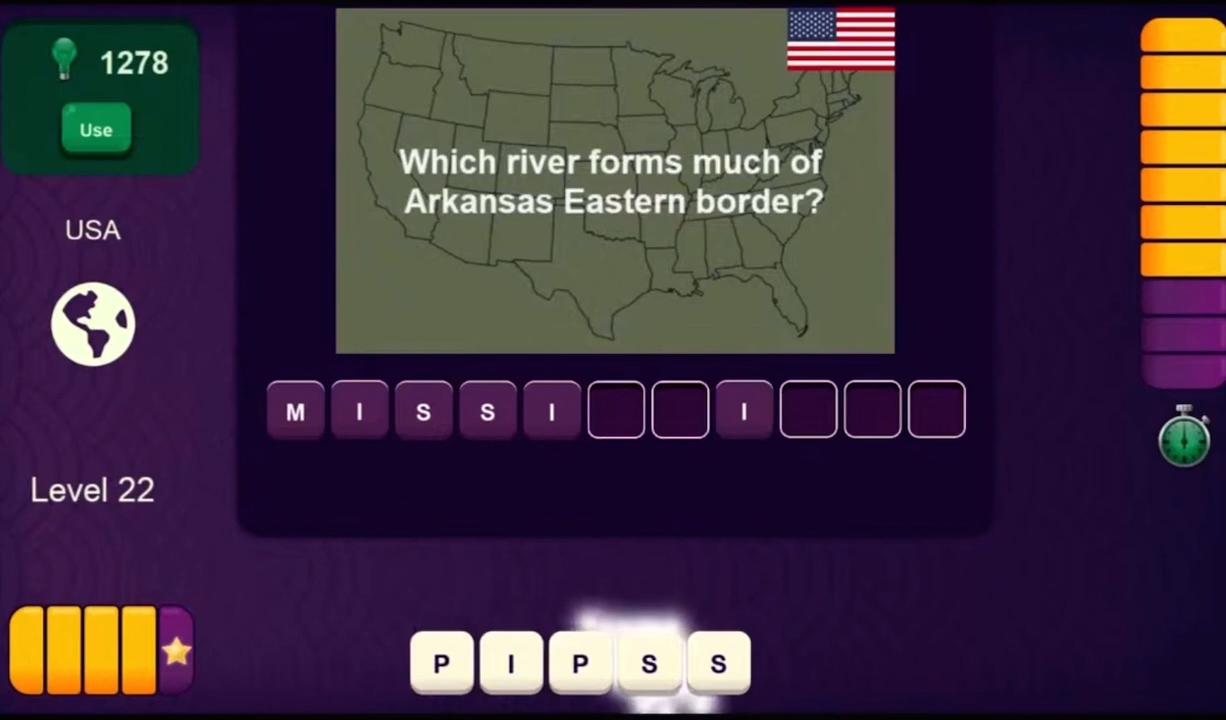 1278
Use
USA
Level 22
Which river forms much of
Arkansas Eastern border?
M I S S I I
P I P S S